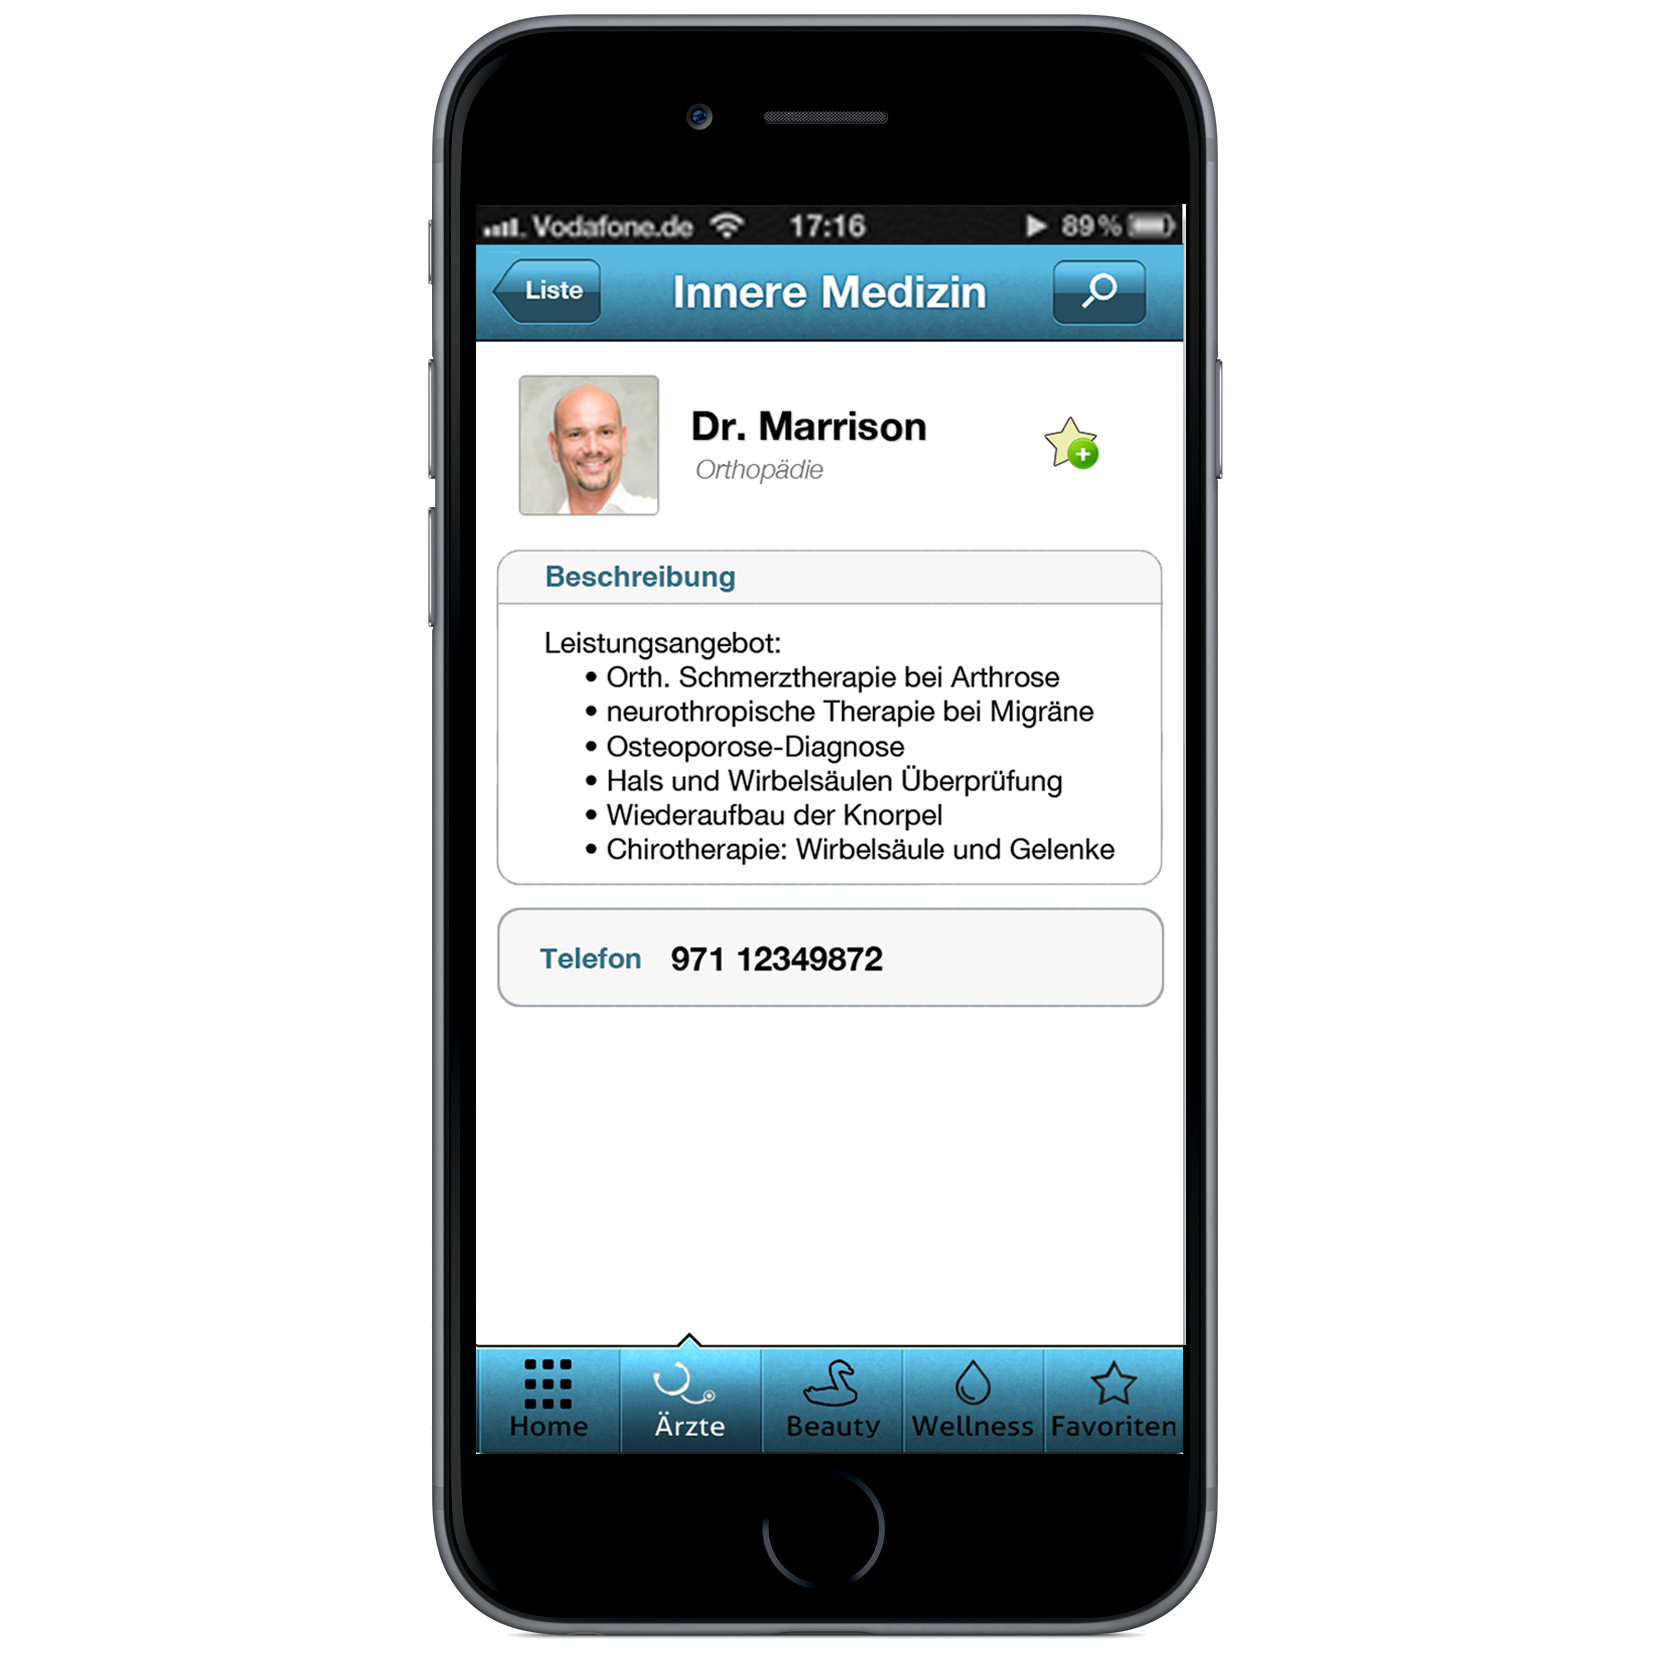 Vodafone.de 17:16 89%
Liste Innere Medizin
Dr. Marrison
Orthopädie
Beschreibung
Leistungsangebot:
• Orth. Schmerztherapie bei Arthrose
• neurothropische Therapie bei Migräne
• Osteoporose-Diagnose
• Hals und Wirbelsäulen Überprüfung
• Wiederaufbau der Knorpel
• Chirotherapie: Wirbelsäule und Gelenke
Telefon 971 12349872
Home Ärzte Beauty Wellness Favoriten